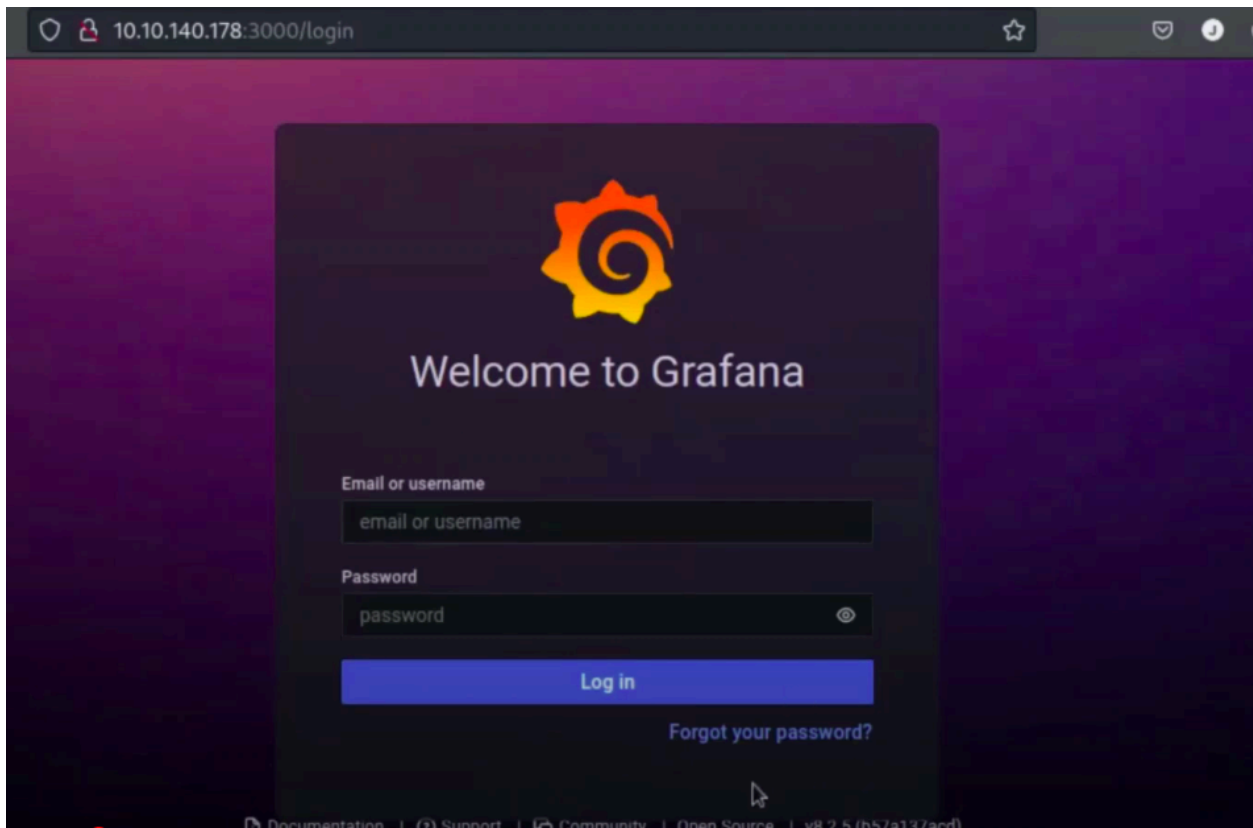 10.10.140.178:3000/login
J
Welcome to Grafana
Email or username
email or username
Password
password
Log in
Forgot your password?
Documentation | Support | Community | Open Source | v8.2.5 (b57a137acd)